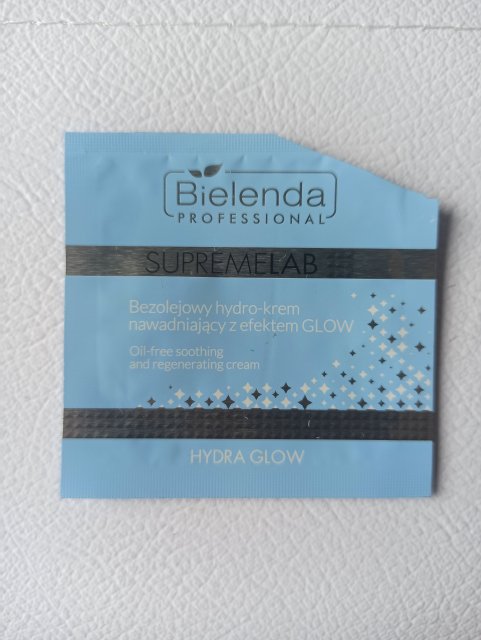 Bielenda
PROFESSIONAL
SUPREMELAB
Bezolejowy hydro-krem
nawadniający z efektem GLOW
Oil-free soothing
and regenerating cream
HYDRA GLOW